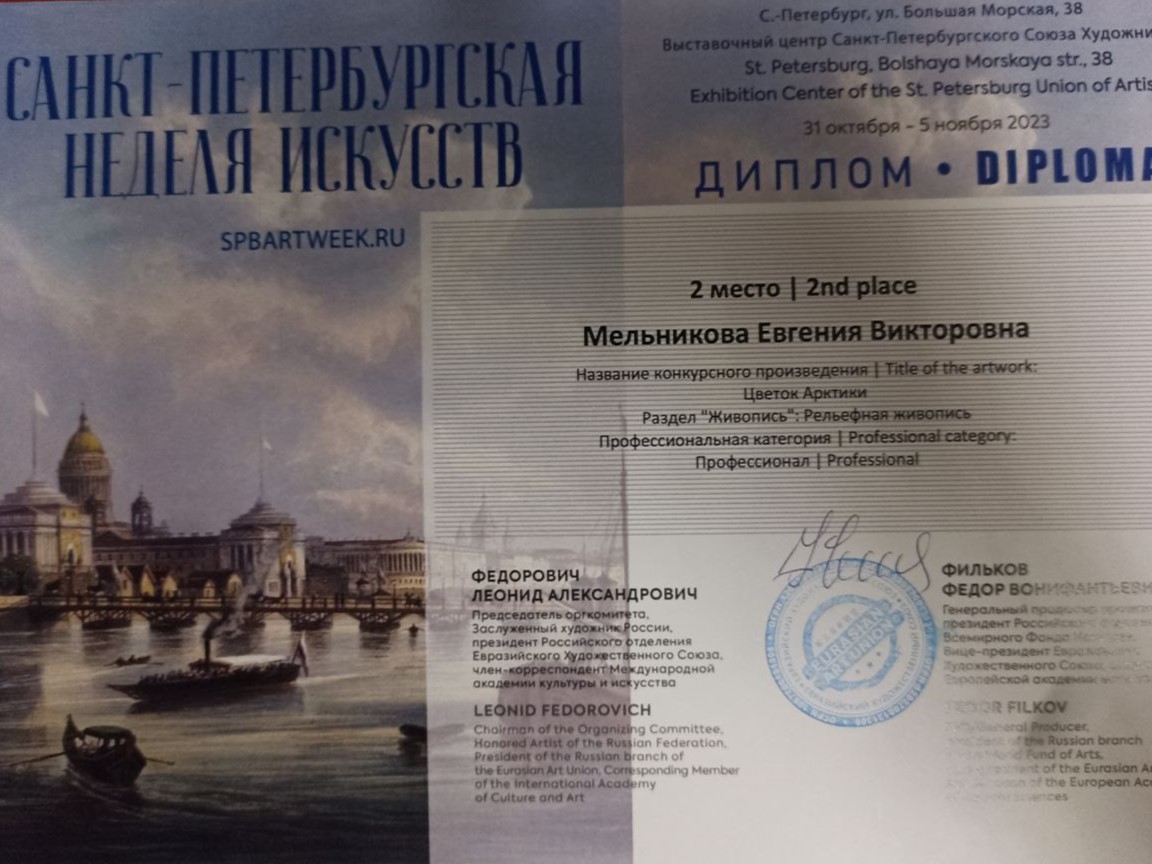 САНКТ-ПЕТЕРБУРГСКАЯ
НЕДЕЛЯ ИСКУССТВ
SPBARTWEEK.RU
С.-Петербург, ул. Большая Морская, 38
Выставочный центр Санкт-Петербургского Союза
St. Petersburg, Bolshaya Morskaya str., 38
Exhibition Center of the St. Petersburg Union of
31 октября - 5 ноября 2023
ДИПЛОМ • DIPLOMA
2 место | 2nd place
Мельникова Евгения Викторовна
Название конкурсного произведения | Title of the artwork:
Цветок Арктики
Раздел "Живопись": Рельефная живопись
Профессиональная категория | Professional category:
Профессионал | Professional
ФЕДОРОВИЧ
ЛЕОНИД АЛЕКСАНДРОВИЧ
Председатель оргкомитета,
Заслуженный художник России,
президент Российского отделения
Евразийского Художественного Союза,
член-корреспондент Международной
академии культуры и искусства
LEONID FEDOROVICH
Chairman of the Organizing Committee,
Honored Artist of the Russian Federation,
President of the Russian branch of
the Eurasian Art Union, Corresponding Member
of the International Academy
of Culture and Art
EURASIAN
ART UNION
ФИЛЬКОВ
ФЕДОР
Генеральный
президент
Всемирного Фонда
Вице-президент
Художественного Союза,
Европейской академии
FILKOV
General Producer,
of the Russian branch
Fund of Arts,
of the Eurasian
of the European
sciences